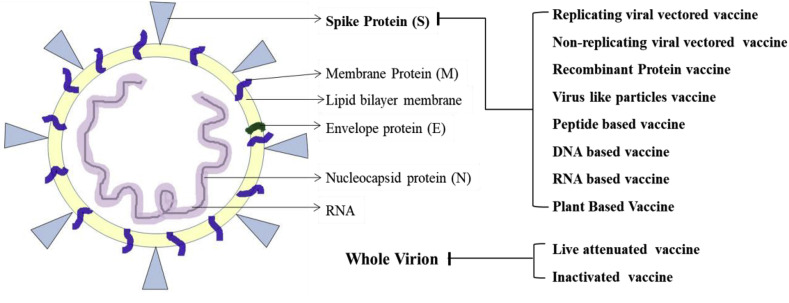 Spike Protein (S)
Membrane Protein (M)
Lipid bilayer membrane
Envelope protein (E)
Nucleocapsid protein (N)
RNA
Whole Virion
Replicating viral vectored vaccine
Non-replicating viral vectored vaccine
Recombinant Protein vaccine
Virus like particles vaccine
Peptide based vaccine
DNA based vaccine
RNA based vaccine
Plant Based Vaccine
Live attenuated vaccine
Inactivated vaccine